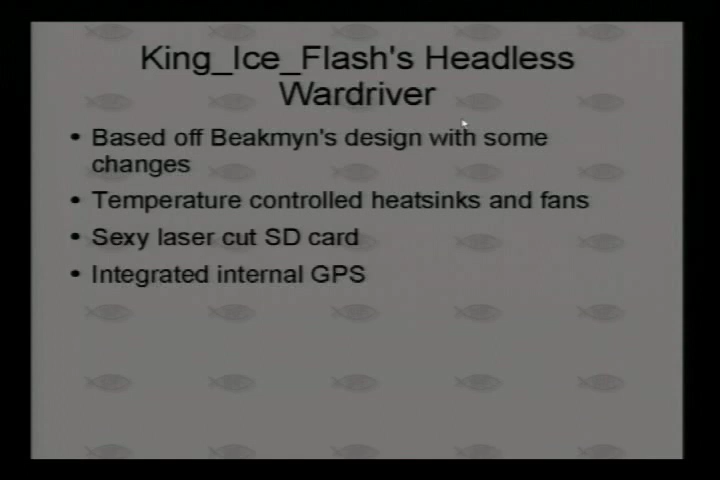 King_Ice_Flash's Headless
Wardriver
• Based off Beakmyn's design with some
changes
• Temperature controlled heatsinks and fans
• Sexy laser cut SD card
• Integrated internal GPS